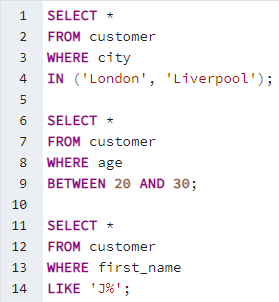 1 SELECT *
2 FROM customer
3 WHERE city
4 IN ('London', 'Liverpool');
5
6 SELECT *
7 FROM customer
8 WHERE age
9 BETWEEN 20 AND 30;
10
11 SELECT *
12 FROM customer
13 WHERE first_name
14 LIKE 'J%';